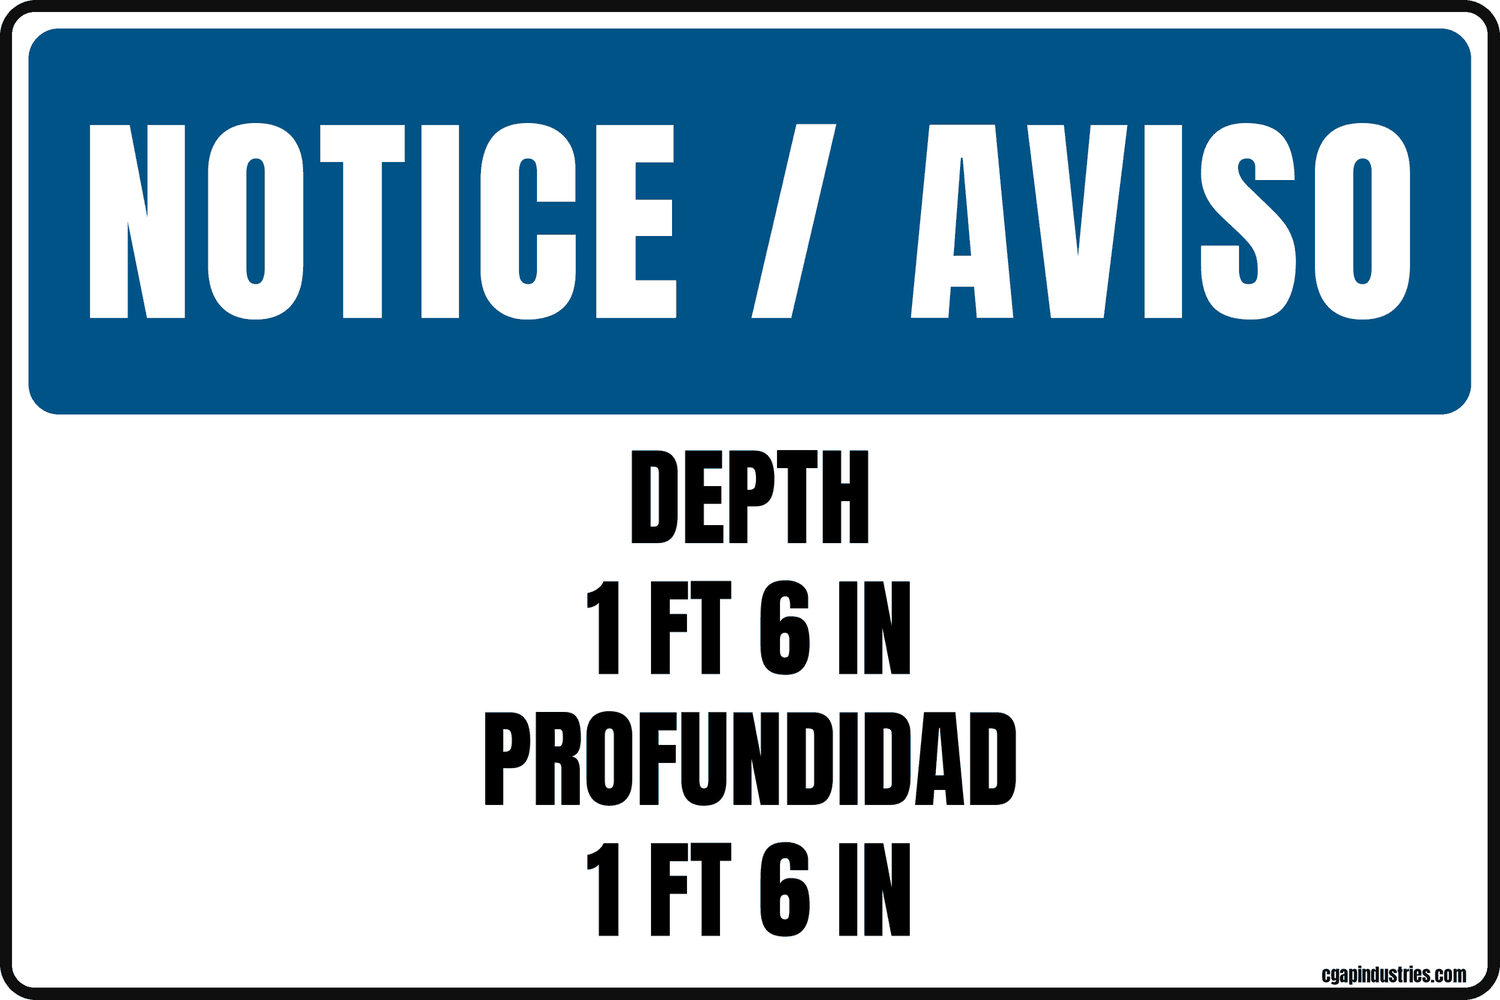 NOTICE / AVISO
DEPTH
1 FT 6 IN
PROFUNDIDAD
1 FT 6 IN
cgapindustries.com